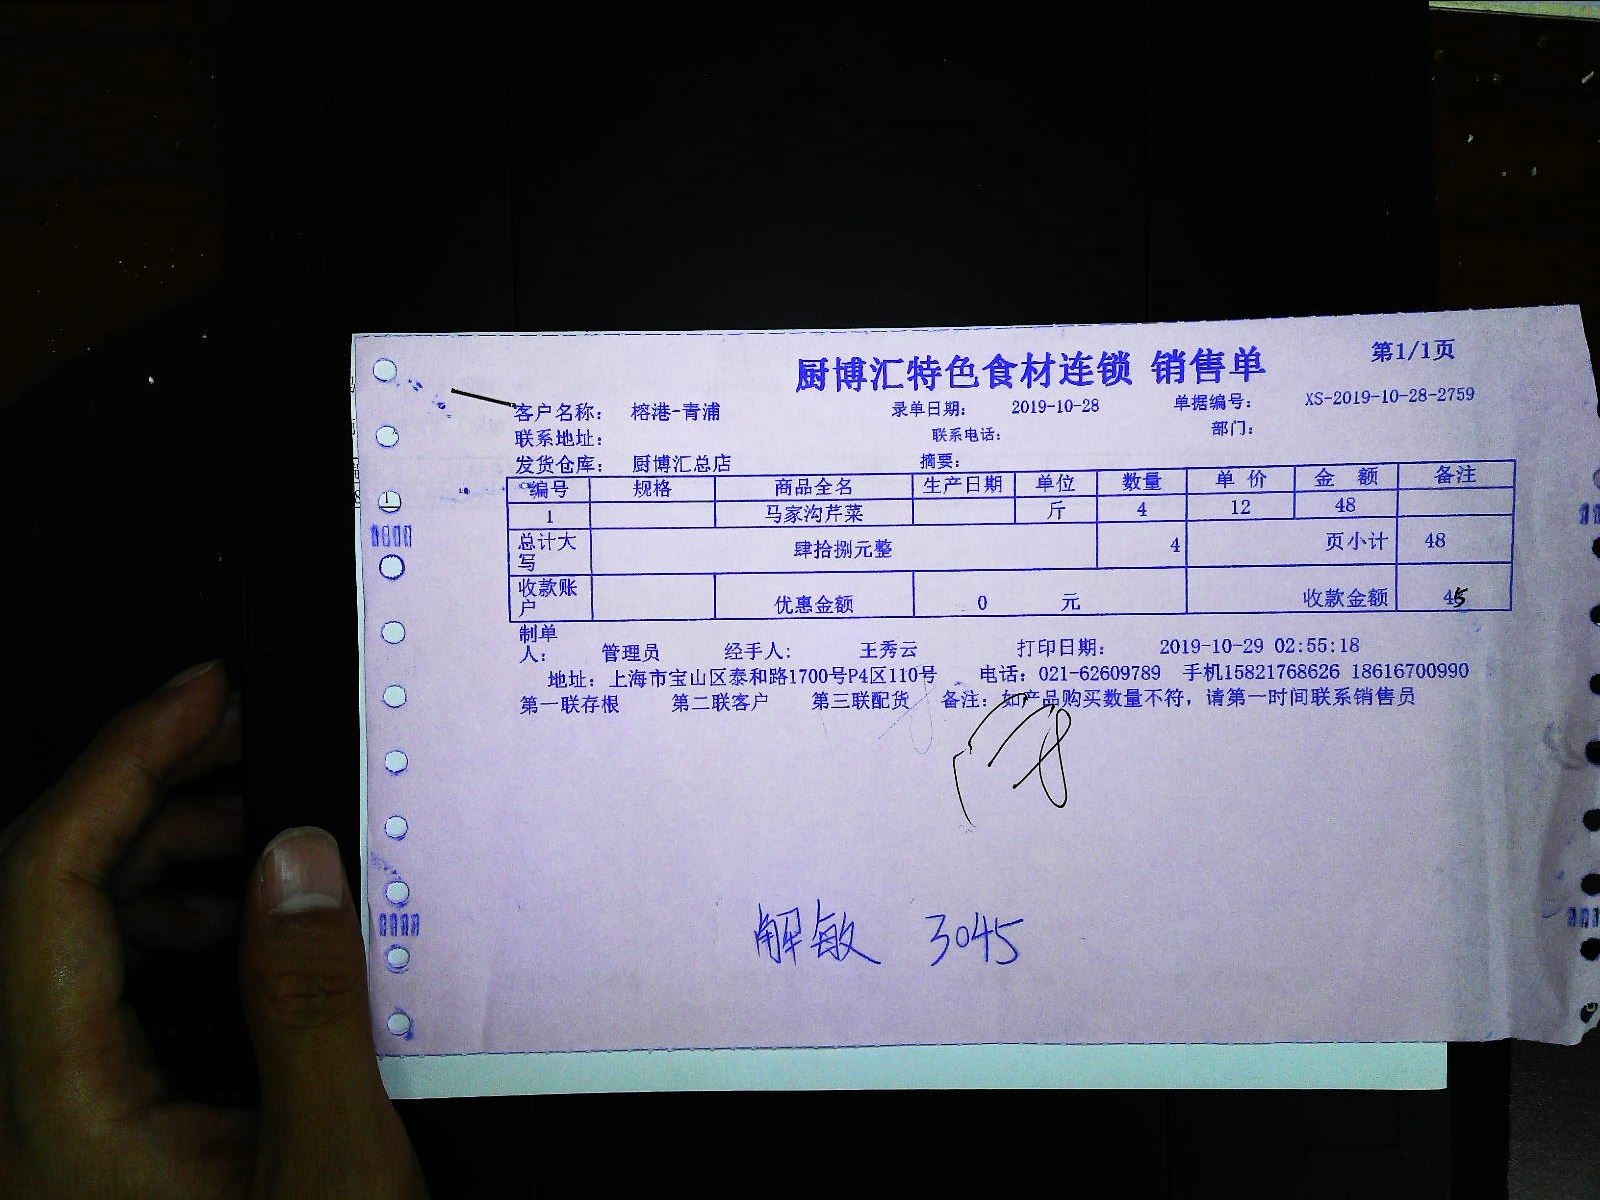 厨博汇特色食材连锁 销售单 第1/1页
客户名称： 榕港-青浦 录单日期： 2019-10-28 单据编号： XS-2019-10-28-2759
联系地址： 联系电话： 部门：
发货仓库： 厨博汇总店 摘要：
编号 规格 商品全名 生产日期 单位 数量 单价 金额 备注
1 马家沟芹菜 斤 4 12 48
总计大写 肆拾捌元整 4 页小计 48
收款账户 优惠金额 0 元 收款金额 45
制单人： 管理员 经手人： 王秀云 打印日期： 2019-10-29 02:55:18
地址：上海市宝山区泰和路1700号P4区110号 电话：021-62609789 手机15821768626 18616700990
第一联存根 第二联客户 第三联配货 备注：如产品购买数量不符，请第一时间联系销售员
解敏 3045